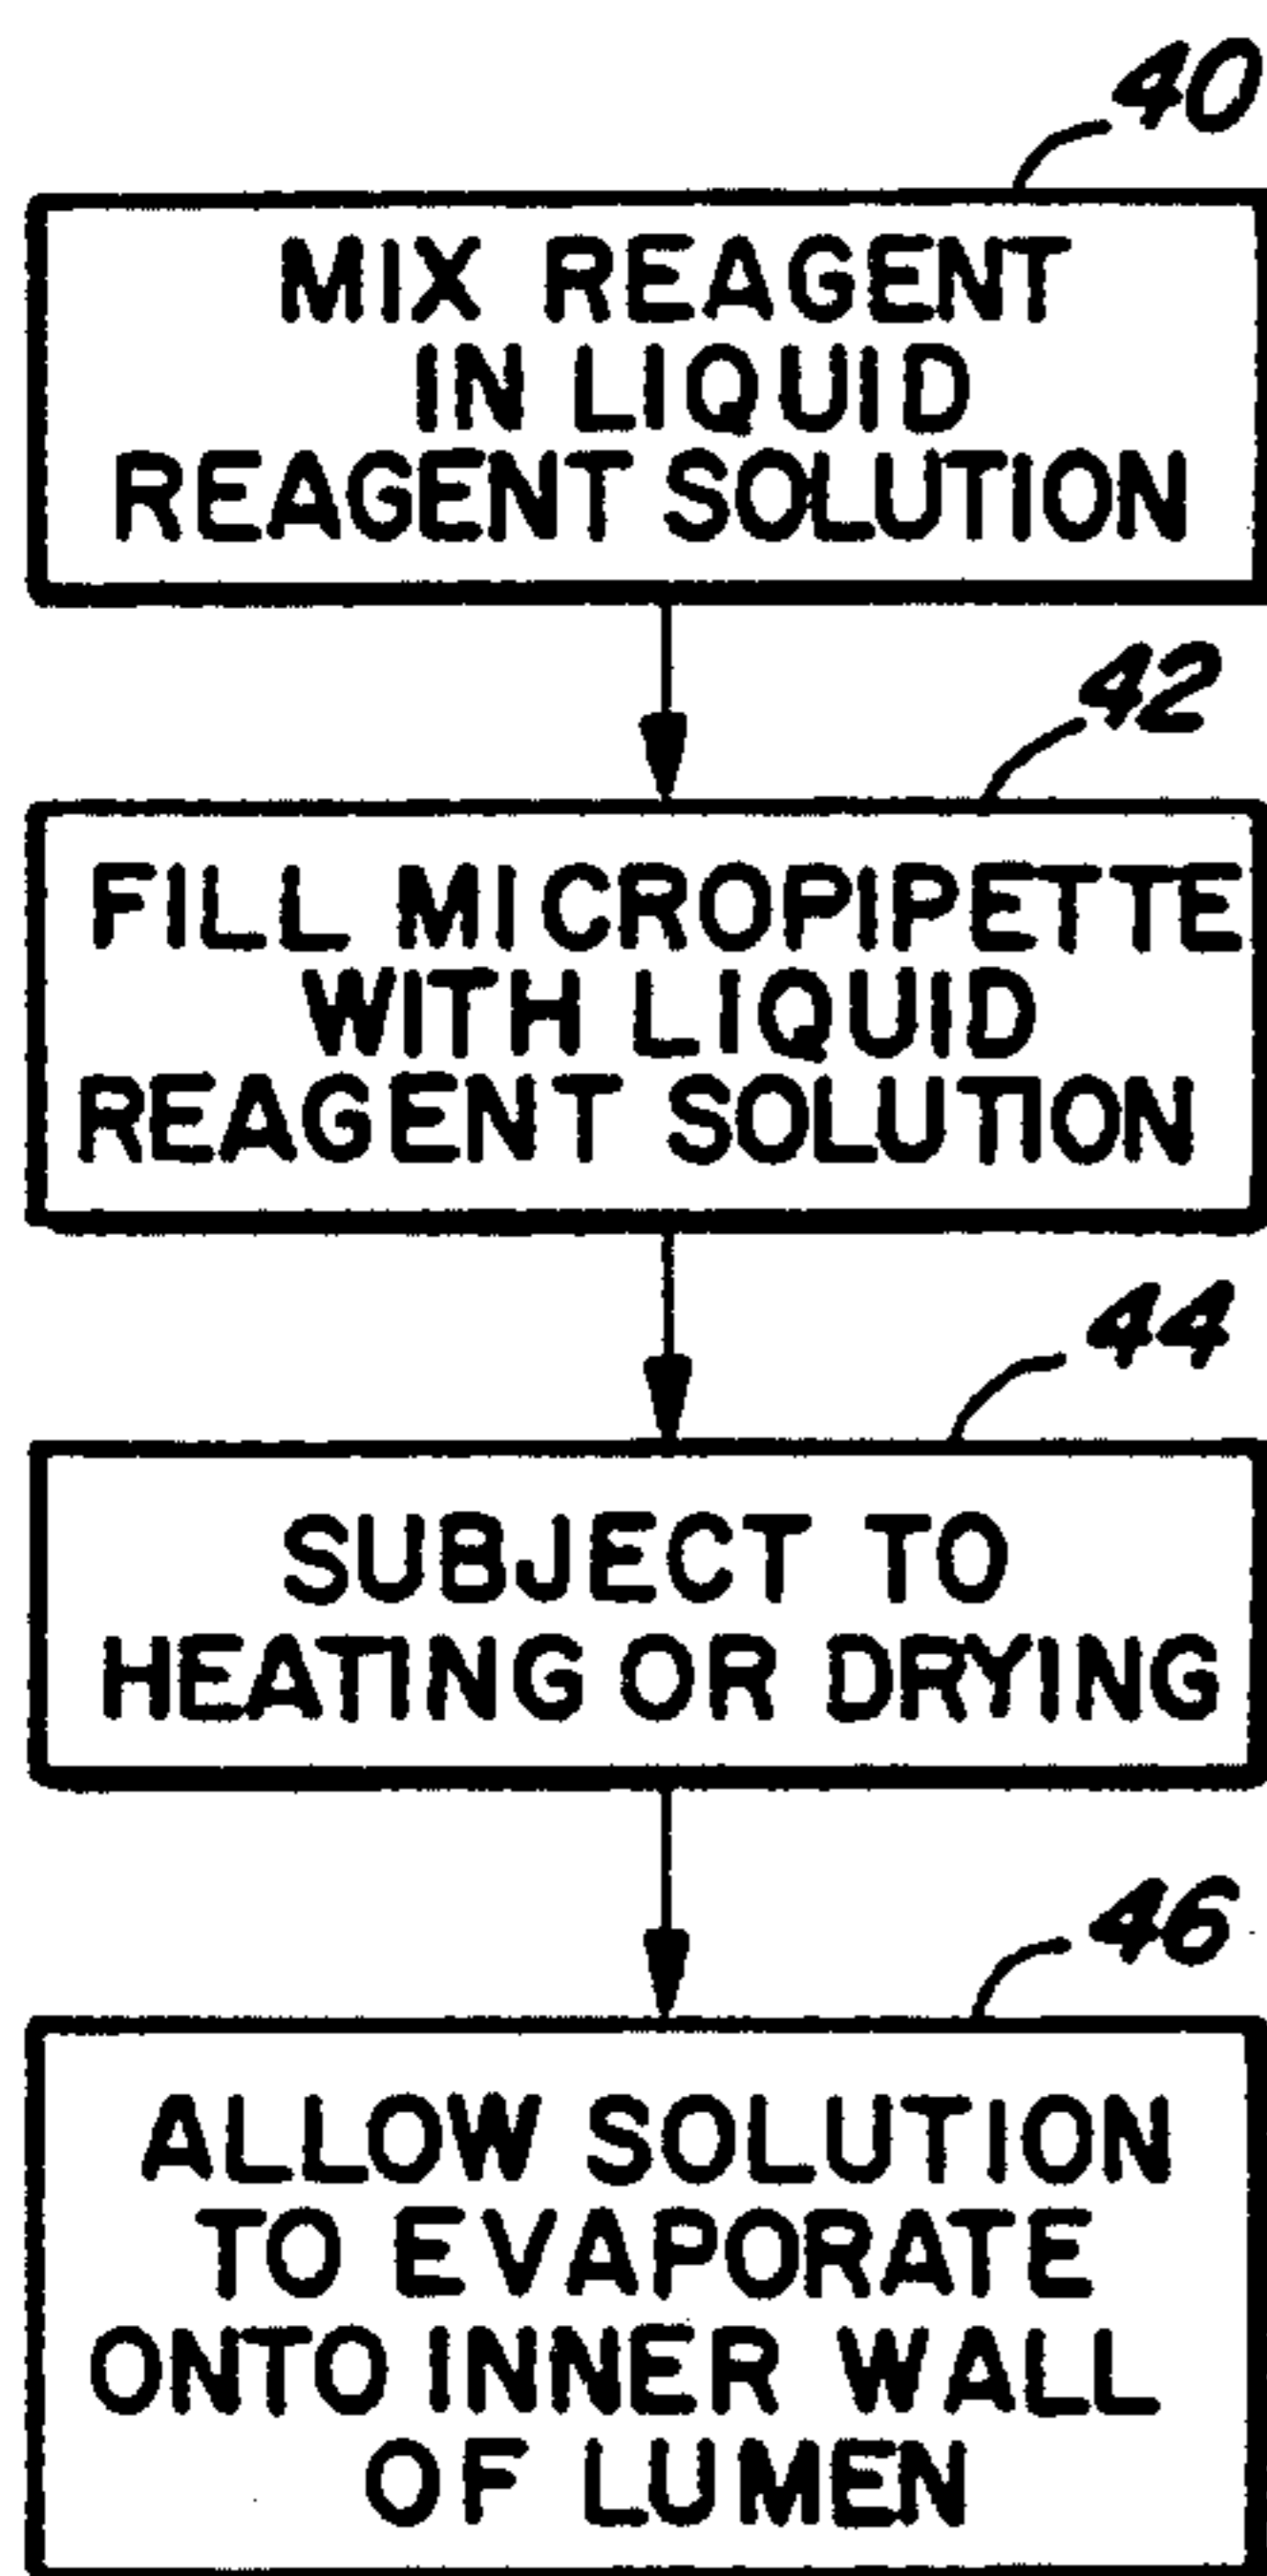 40
MIX REAGENT
IN LIQUID
REAGENT SOLUTION
42
FILL MICROPIPETTE
WITH LIQUID
REAGENT SOLUTION
44
SUBJECT TO
HEATING OR DRYING
46
ALLOW SOLUTION
TO EVAPORATE
ONTO INNER WALL
OF LUMEN